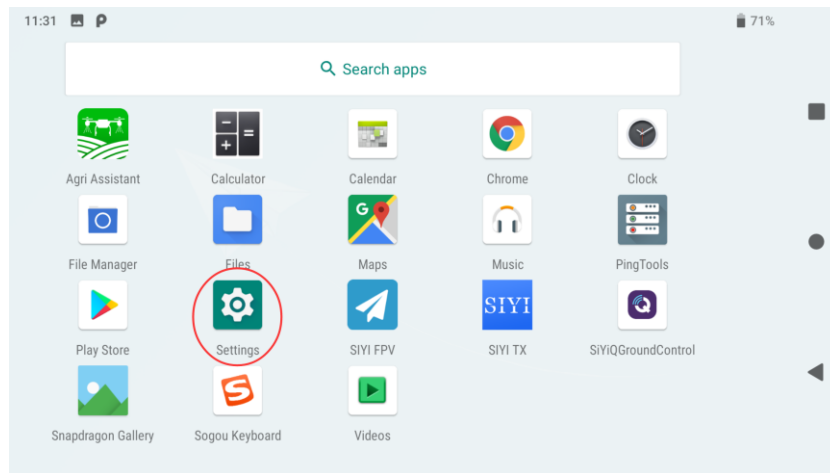 11:31
71%
Search apps
Agri Assistant
Calculator
Calendar
Chrome
Clock
G
File Manager
Files
Maps
Music
PingTools
SIYI
Play Store
Settings
SIYI FPV
SIYI TX
SiYiQGroundControl
Snapdragon Gallery
Sogou Keyboard
Videos